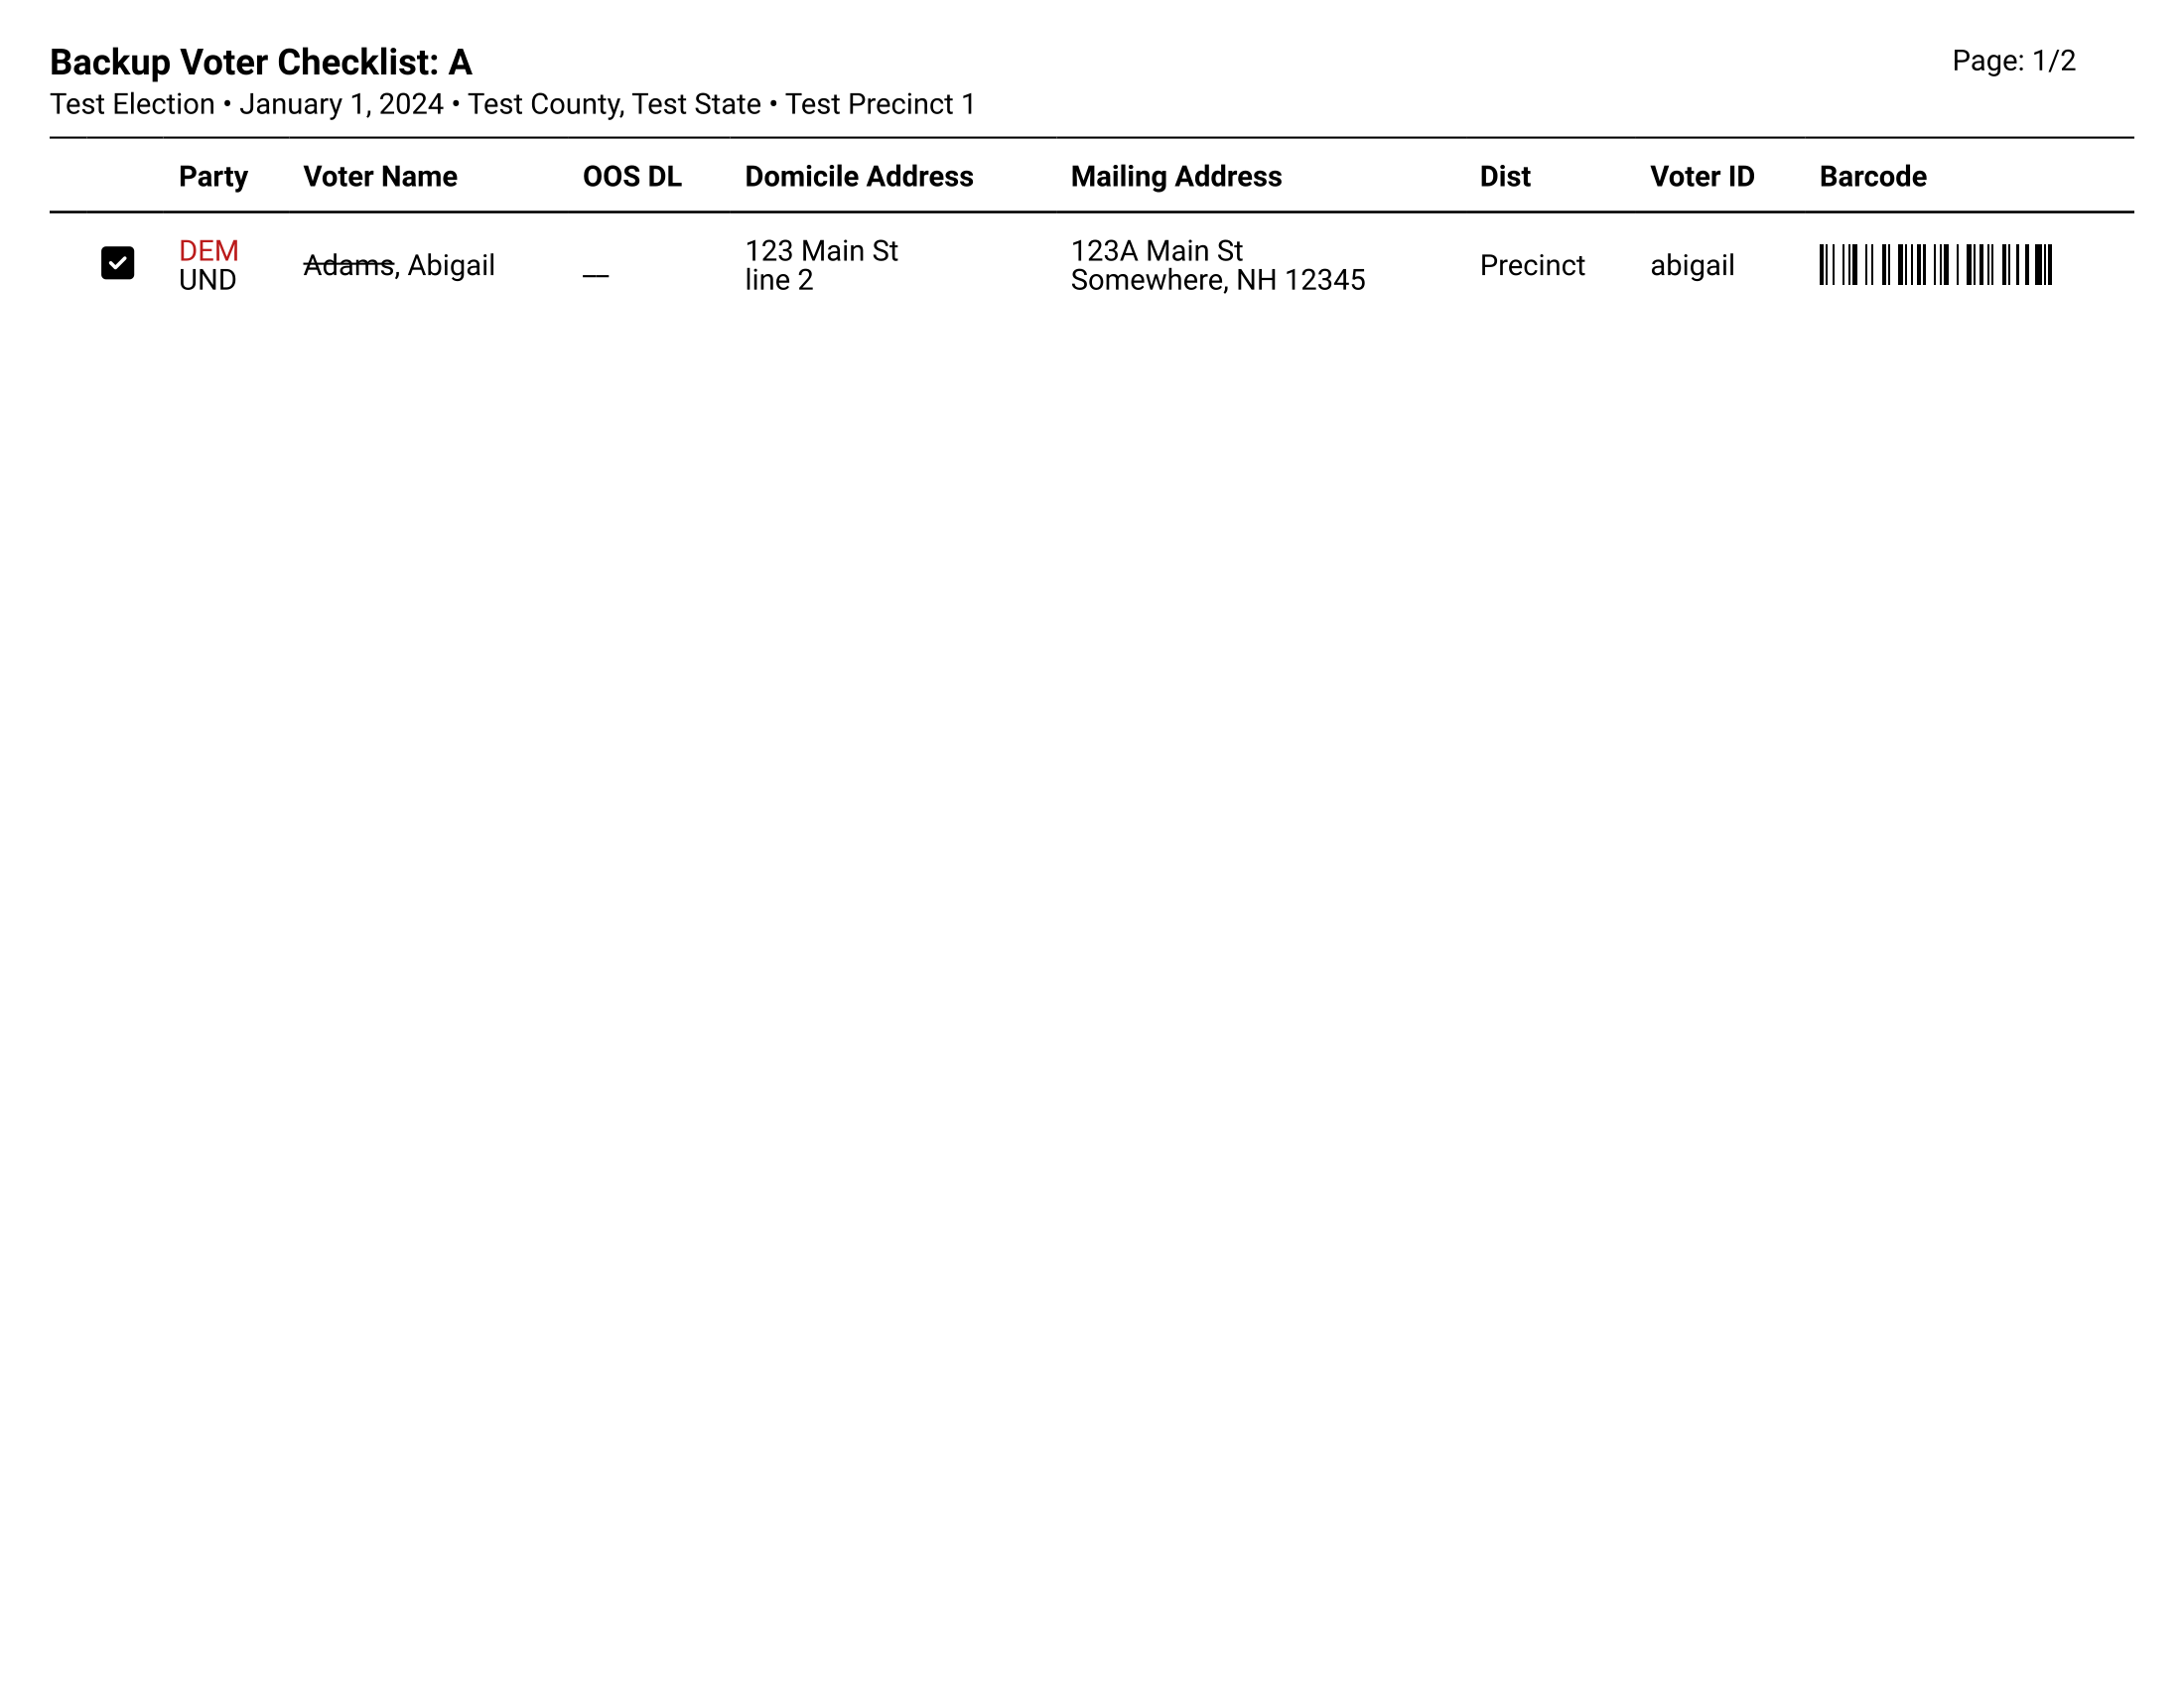 Backup Voter Checklist: A
Page: 1/2
Test Election • January 1, 2024 • Test County, Test State • Test Precinct 1
Party Voter Name OOS DL Domicile Address Mailing Address Dist Voter ID Barcode
DEM
UND
Adams, Abigail
__
123 Main St
line 2
123A Main St
Somewhere, NH 12345
Precinct
abigail